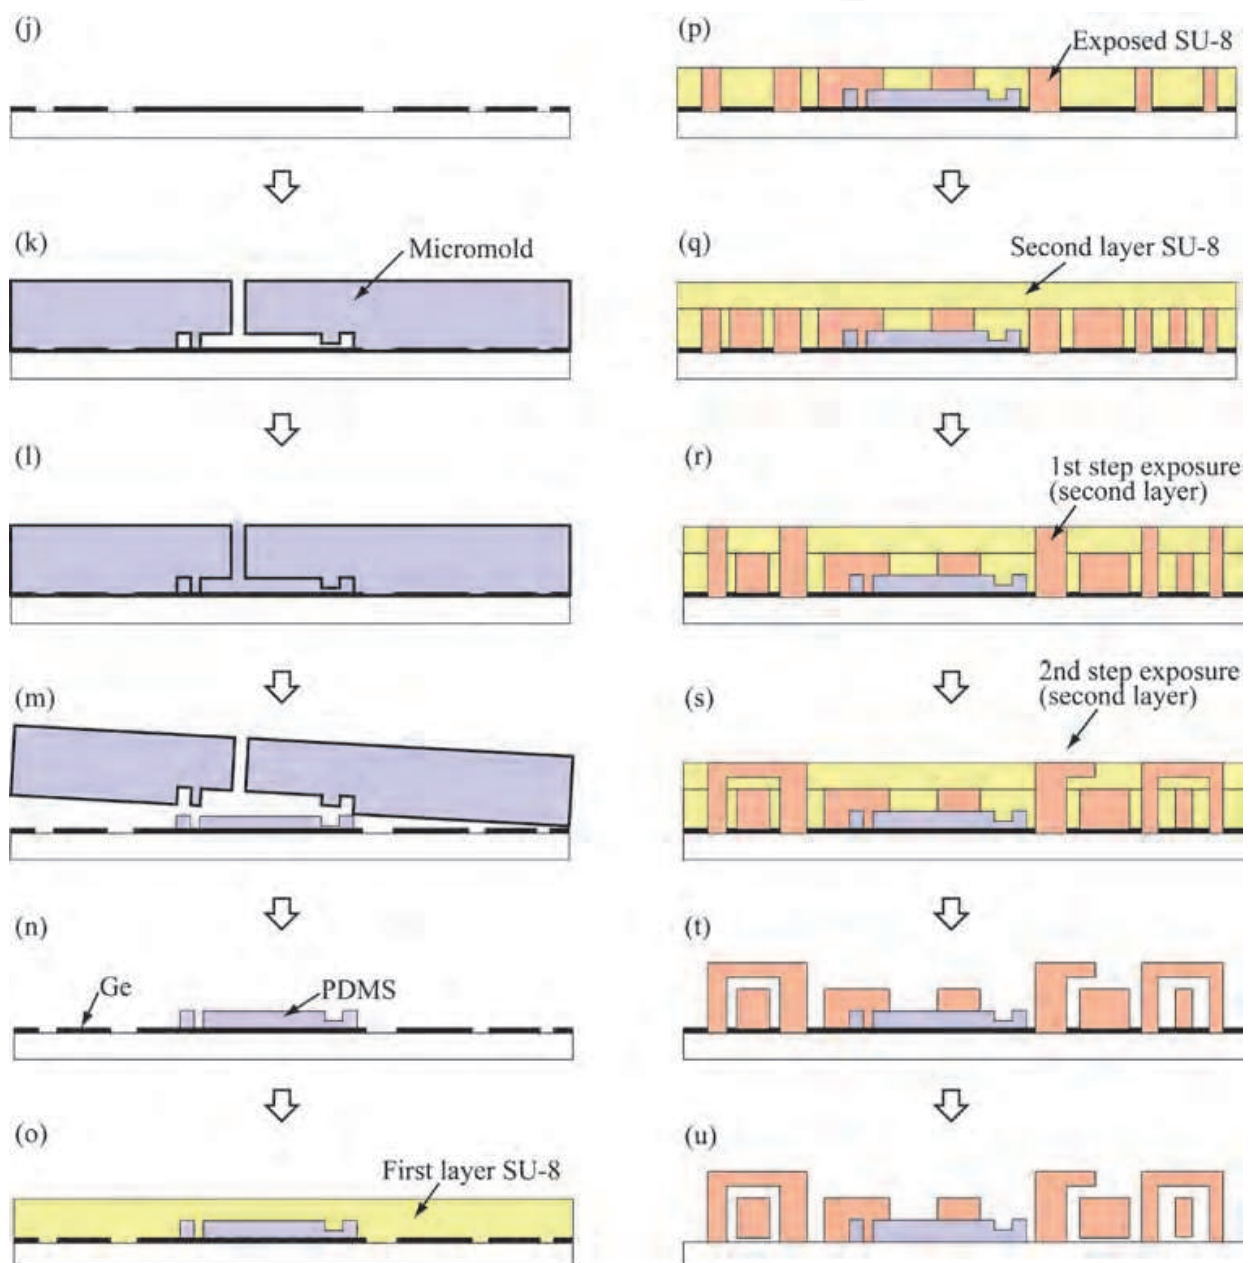 (j)
(k)
Micromold
(l)
(m)
(n)
Ge
PDMS
(o)
First layer SU-8
(p)
Exposed SU-8
(q)
Second layer SU-8
(r)
1st step exposure
(second layer)
(s)
2nd step exposure
(second layer)
(t)
(u)